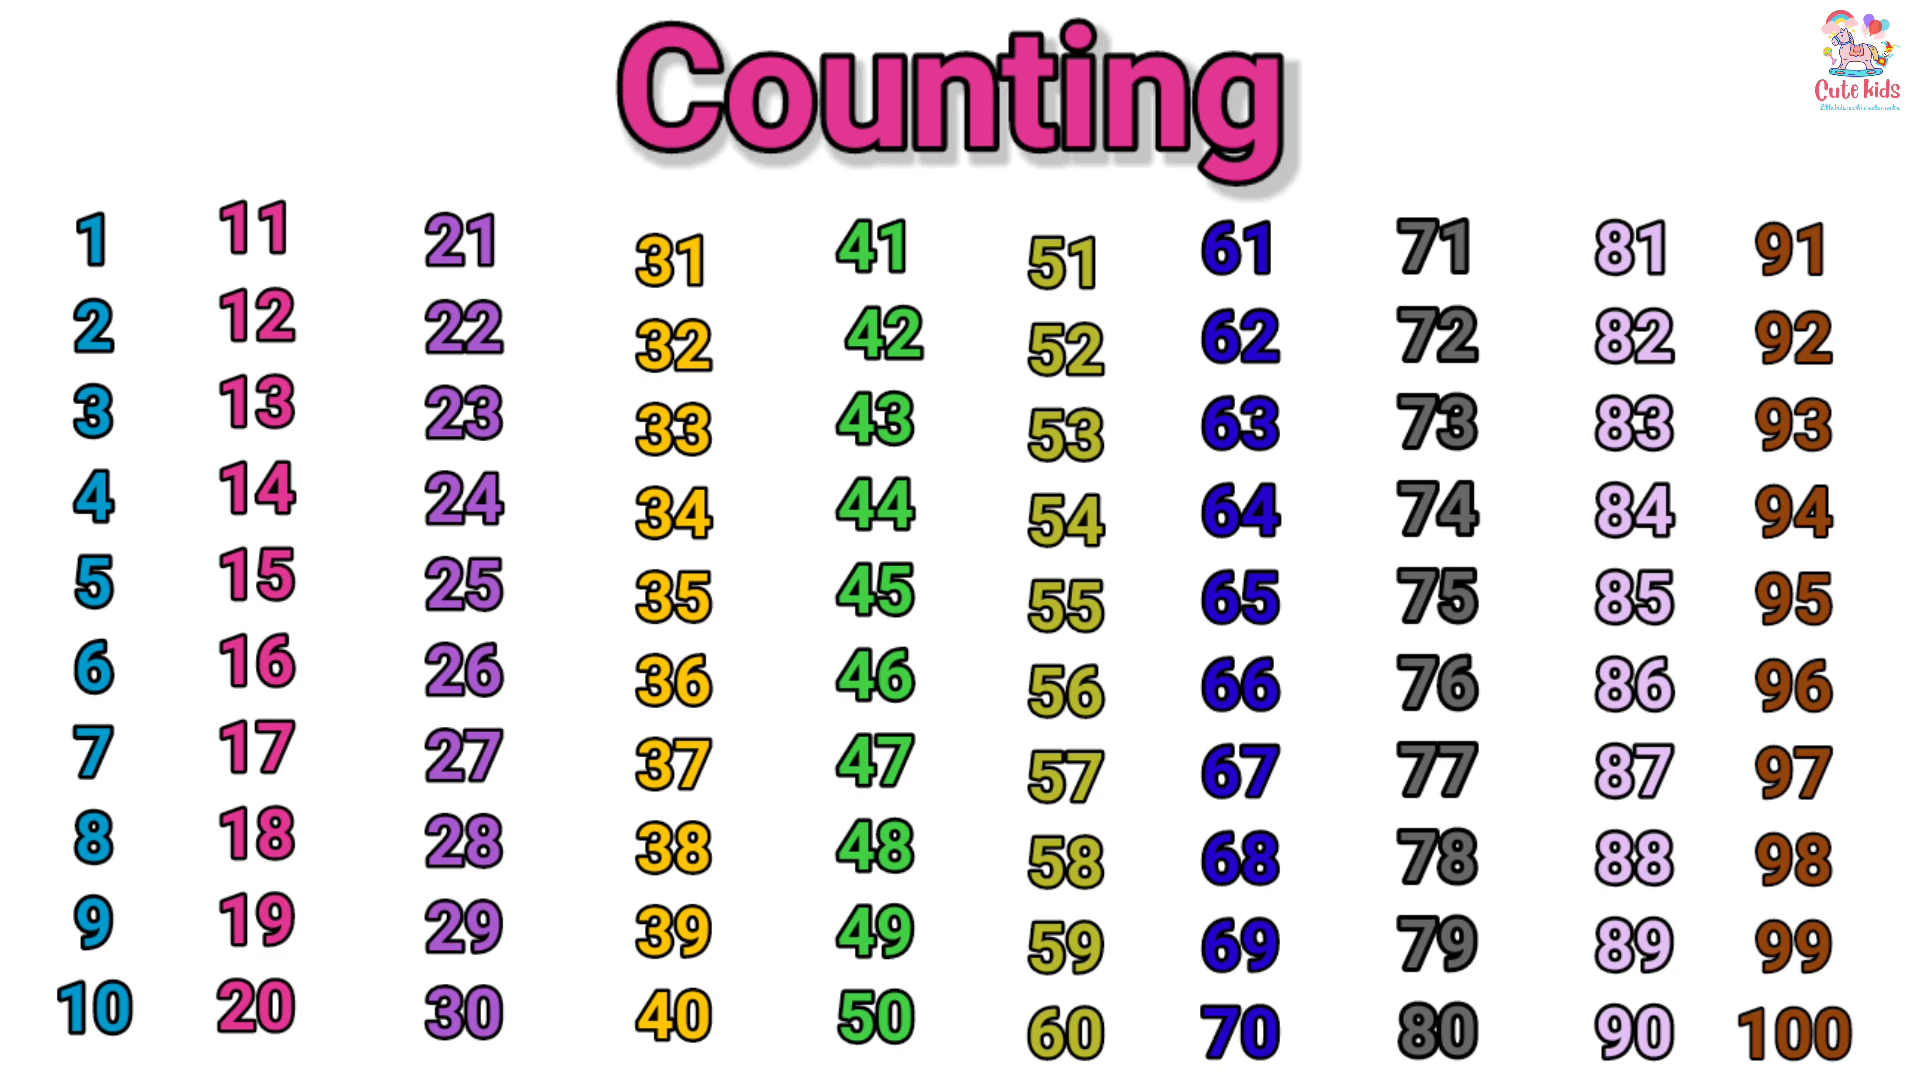 Counting
Cute kids
1 11 21 31 41 51 61 71 81 91
2 12 22 32 42 52 62 72 82 92
3 13 23 33 43 53 63 73 83 93
4 14 24 34 44 54 64 74 84 94
5 15 25 35 45 55 65 75 85 95
6 16 26 36 46 56 66 76 86 96
7 17 27 37 47 57 67 77 87 97
8 18 28 38 48 58 68 78 88 98
9 19 29 39 49 59 69 79 89 99
10 20 30 40 50 60 70 80 90 100